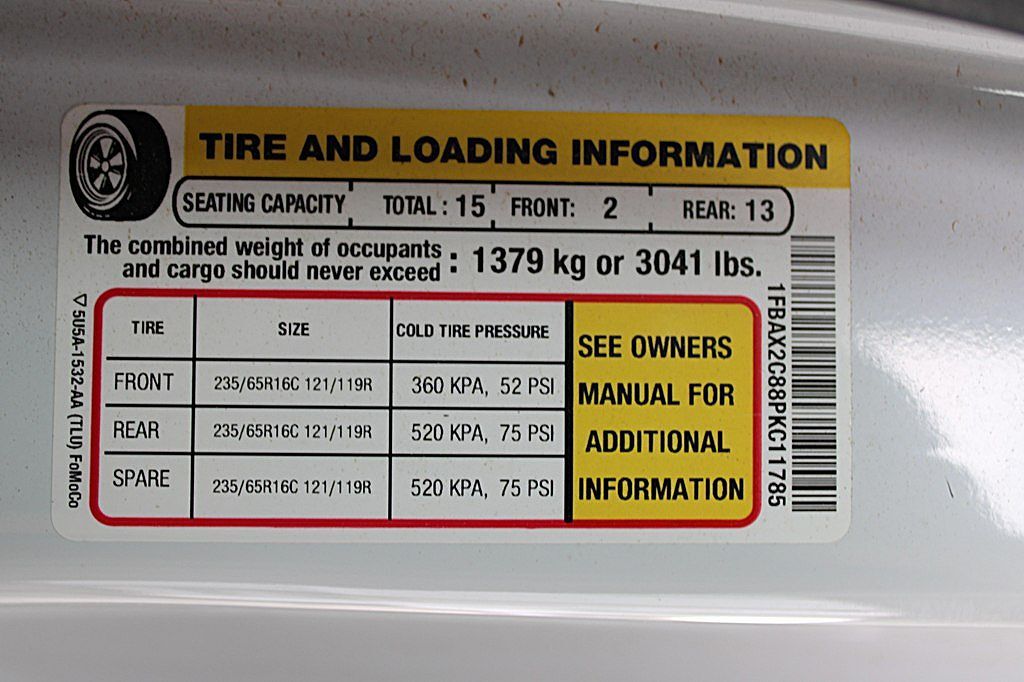 TIRE AND LOADING INFORMATION
SEATING CAPACITY TOTAL : 15 FRONT: 2 REAR: 13
The combined weight of occupants
and cargo should never exceed : 1379 kg or 3041 lbs.
TIRE SIZE COLD TIRE PRESSURE
FRONT 235/65R16C 121/119R 360 KPA, 52 PSI
REAR 235/65R16C 121/119R 520 KPA, 75 PSI
SPARE 235/65R16C 121/119R 520 KPA, 75 PSI
SEE OWNERS
MANUAL FOR
ADDITIONAL
INFORMATION
5U5A-1532-AA (TLU) FoMoCo
1FBAX2C88PKC11785